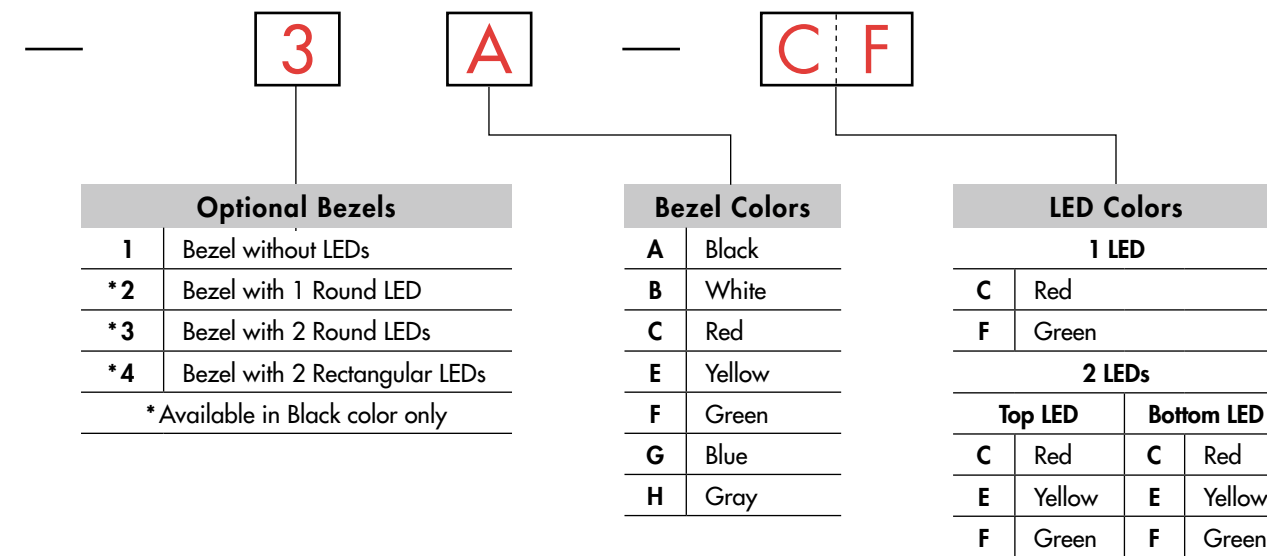 — 3 A — C F
Optional Bezels
1 Bezel without LEDs
*2 Bezel with 1 Round LED
*3 Bezel with 2 Round LEDs
*4 Bezel with 2 Rectangular LEDs
*Available in Black color only
Bezel Colors
A Black
B White
C Red
E Yellow
F Green
G Blue
H Gray
LED Colors
1 LED
C Red
F Green
2 LEDs
Top LED Bottom LED
C Red C Red
E Yellow E Yellow
F Green F Green